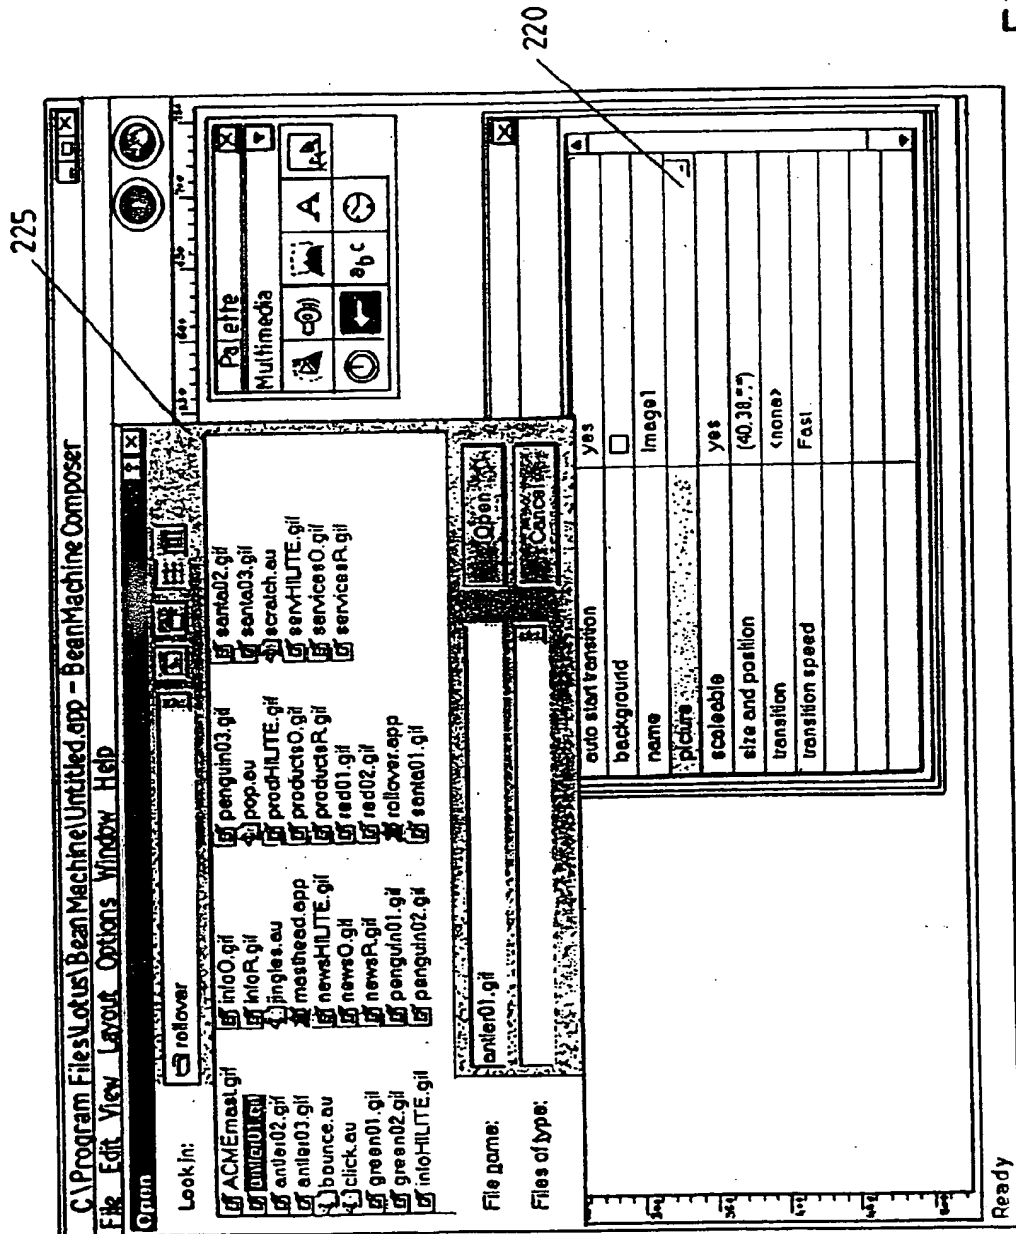 225
C:\Program Files\Lotus\BeanMachine\Untitled.app - BeanMachine Composer
File Edit View Layout Options Window Help
Open
Look in:
rollover
ACMEmast.gif
antler01.gif
antler02.gif
antler03.gif
bounce.au
click.au
green01.gif
green02.gif
infoHILITE.gif
infoO.gif
infoR.gif
jingles.au
masthead.app
newsHILITE.gif
newsO.gif
newsR.gif
penguin01.gif
penguin02.gif
penguin03.gif
pop.au
prodHILITE.gif
productsO.gif
productsR.gif
red01.gif
red02.gif
rollover.app
santa01.gif
santa02.gif
santa03.gif
scratch.au
servHILITE.gif
servicesO.gif
servicesR.gif
File name:
antler01.gif
Open
Files of type:
Cancel
Palette
Multimedia
A
abc
220
auto start transition yes
background
name Image1
picture
scaleable yes
size and position (40,38,*,*)
transition <none>
transition speed Fast
Ready